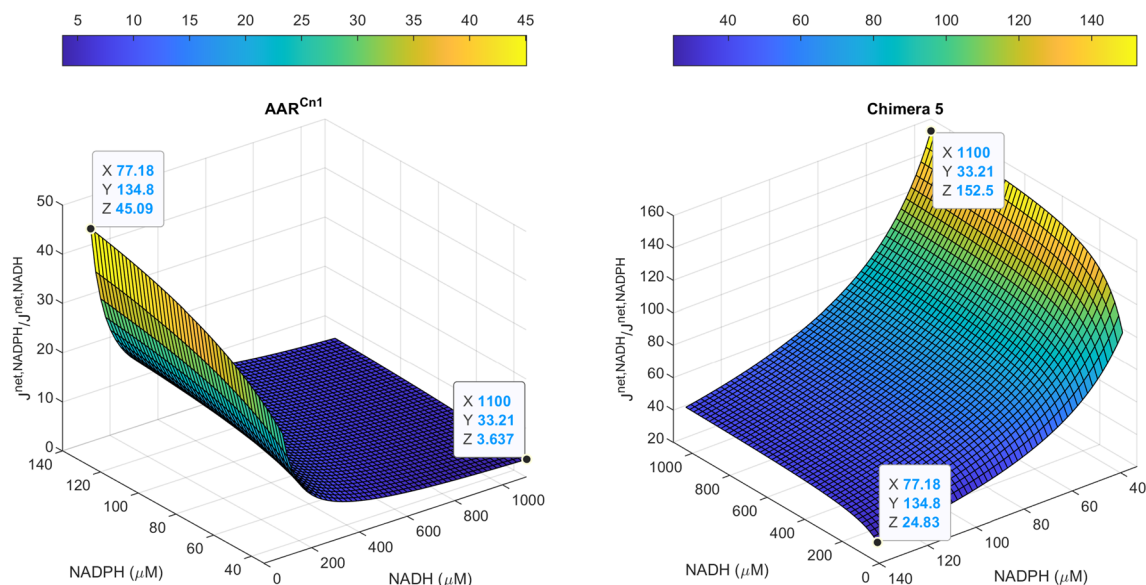 5 10 15 20 25 30 35 40 45
AAR^Cn1
X 77.18
Y 134.8
Z 45.09
J^net,NADPH/J^net,NADH
50
40
30
20
10
0
X 1100
Y 33.21
Z 3.637
140
120
100
80
60
40
NADPH (μM)
0
200
400
600
800
1000
NADH (μM)
40 60 80 100 120 140
Chimera 5
X 1100
Y 33.21
Z 152.5
J^net,NADH/J^net,NADPH
160
140
120
100
80
60
40
20
X 77.18
Y 134.8
Z 24.83
1000
800
600
400
200
0
NADH (μM)
140
120
100
80
60
40
NADPH (μM)